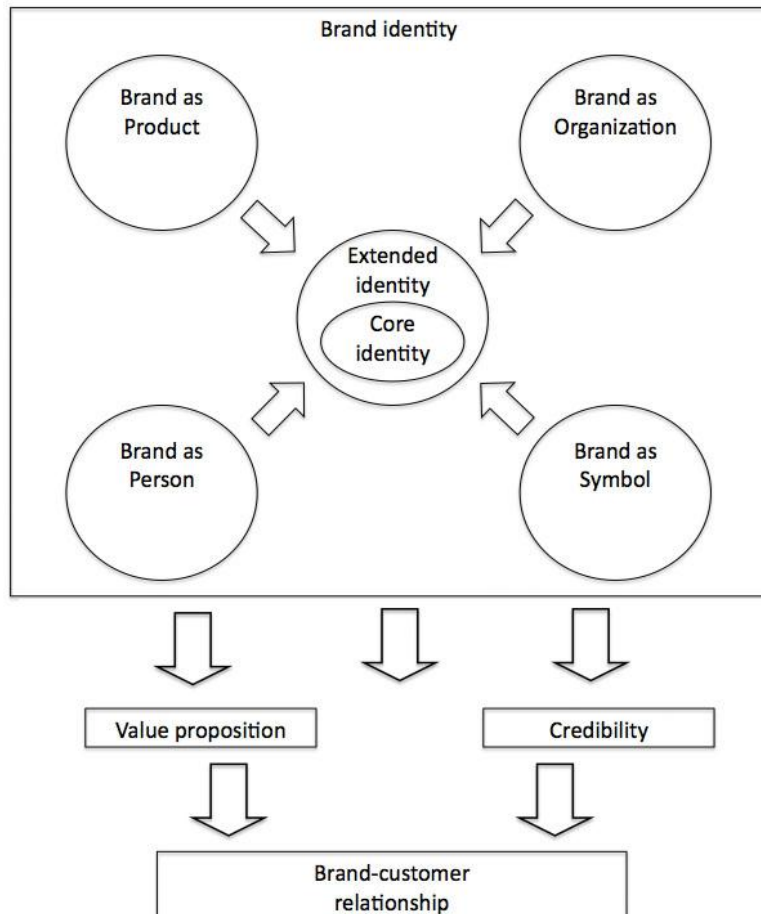 Brand identity
Brand as
Product
Brand as
Organization
Extended
identity
Core
identity
Brand as
Person
Brand as
Symbol
Value proposition
Credibility
Brand-customer
relationship